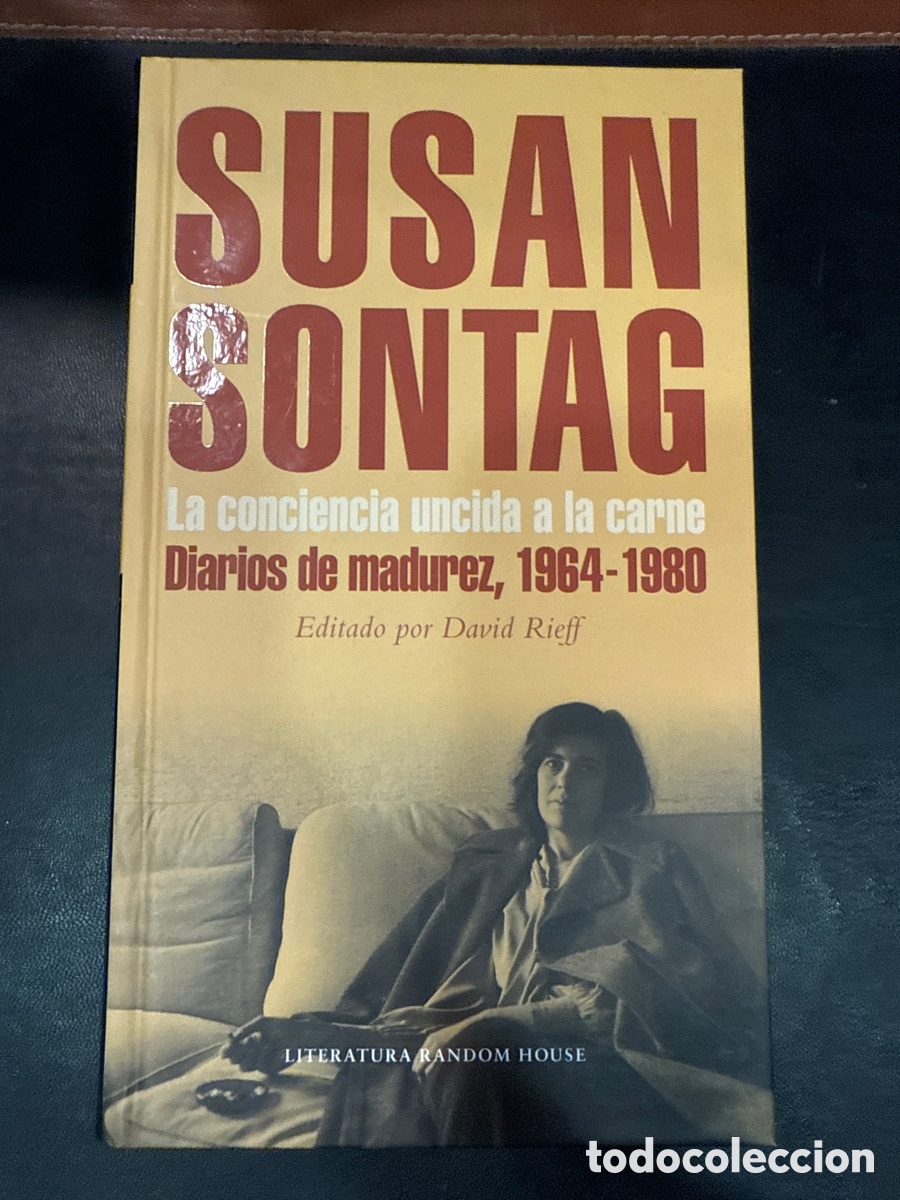 SUSAN
SONTAG
La conciencia uncida a la carne
Diarios de madurez, 1964-1980
Editado por David Rieff
LITERATURA RANDOM HOUSE
todocoleccion